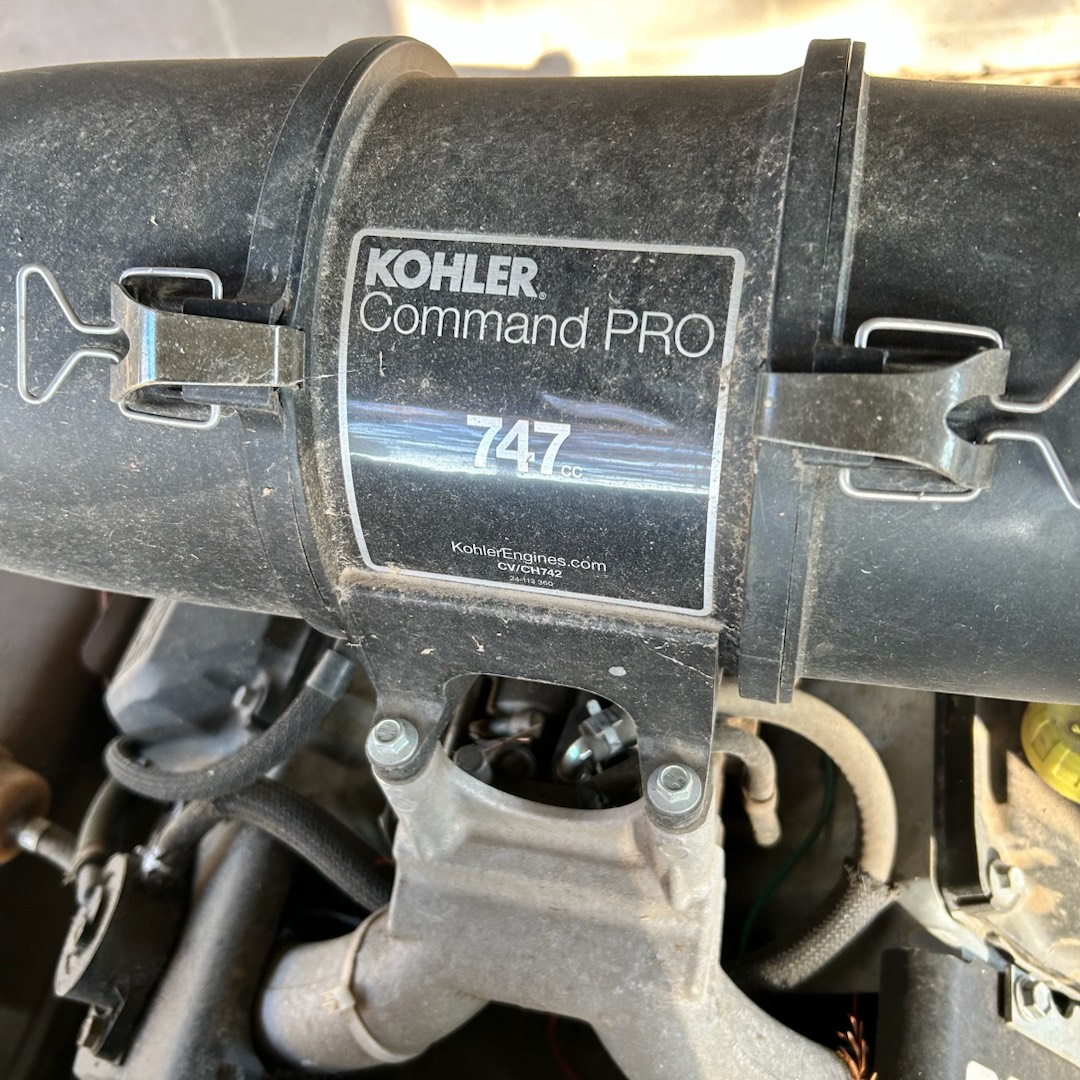 KOHLER®
Command PRO
747cc
KohlerEngines.com
CV/CH742
24-113 360